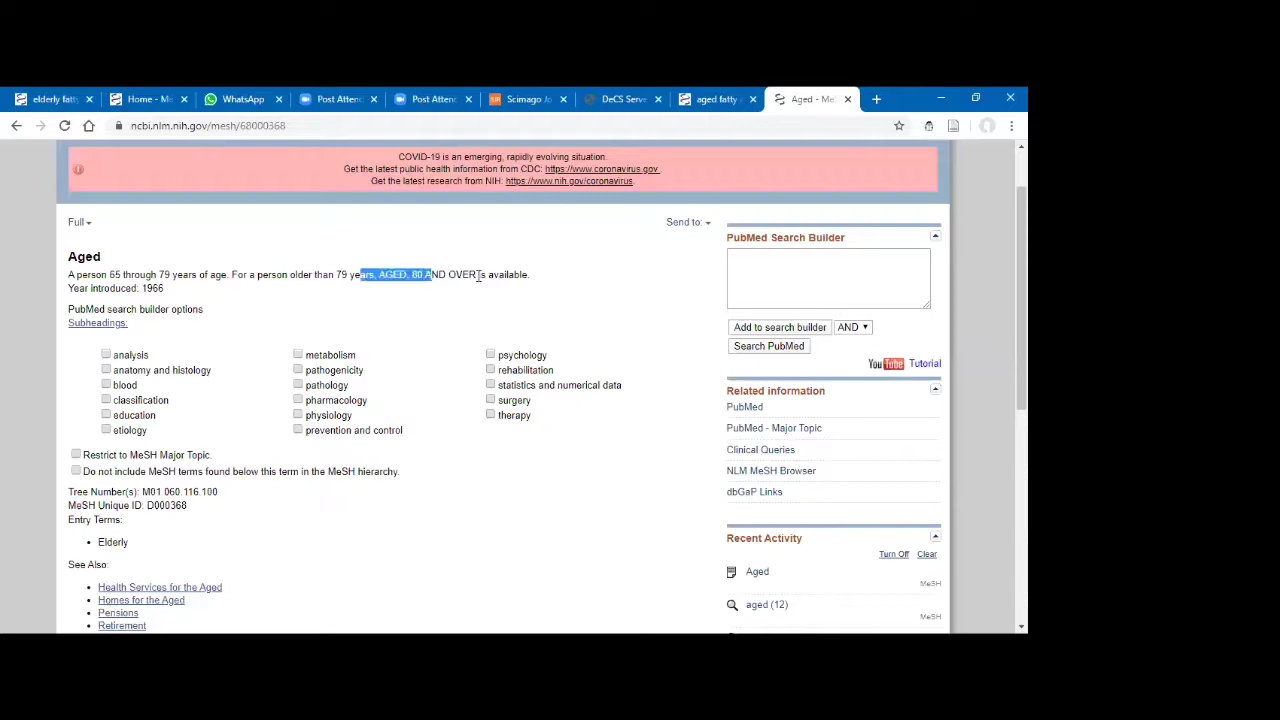 elderly fatty
Home - Me
WhatsApp
Post Attend
Post Attend
Scimago Jo
DeCS Serve
aged fatty a
Aged - MeS
ncbi.nlm.nih.gov/mesh/68000368
COVID-19 is an emerging, rapidly evolving situation.
Get the latest public health information from CDC: https://www.coronavirus.gov .
Get the latest research from NIH: https://www.nih.gov/coronavirus.
Full
Send to:
Aged
A person 65 through 79 years of age. For a person older than 79 years, AGED, 80 AND OVER is available.
Year introduced: 1966
PubMed search builder options
Subheadings:
analysis
anatomy and histology
blood
classification
education
etiology
metabolism
pathogenicity
pathology
pharmacology
physiology
prevention and control
psychology
rehabilitation
statistics and numerical data
surgery
therapy
Restrict to MeSH Major Topic.
Do not include MeSH terms found below this term in the MeSH hierarchy.
Tree Number(s): M01.060.116.100
MeSH Unique ID: D000368
Entry Terms:
Elderly
See Also:
Health Services for the Aged
Homes for the Aged
Pensions
Retirement
PubMed Search Builder
Add to search builder AND
Search PubMed
YouTube Tutorial
Related information
PubMed
PubMed - Major Topic
Clinical Queries
NLM MeSH Browser
dbGaP Links
Recent Activity
Turn Off Clear
Aged
MeSH
aged (12)
MeSH